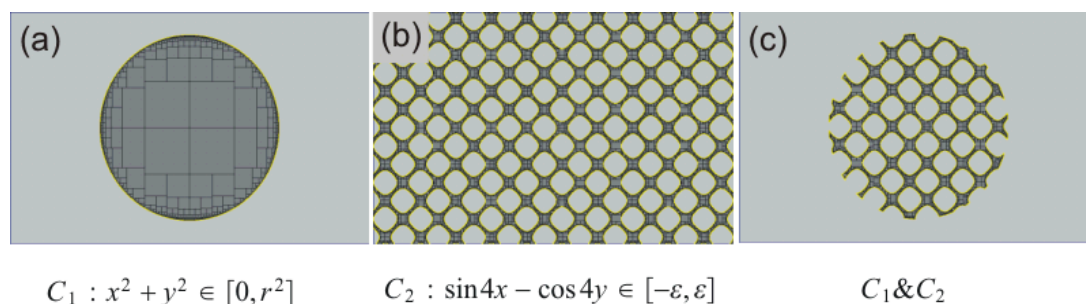 (a)
(b)
(c)
C₁ : x² + y² ∈ [0, r²]
C₂ : sin 4x − cos 4y ∈ [−ε, ε]
C₁&C₂